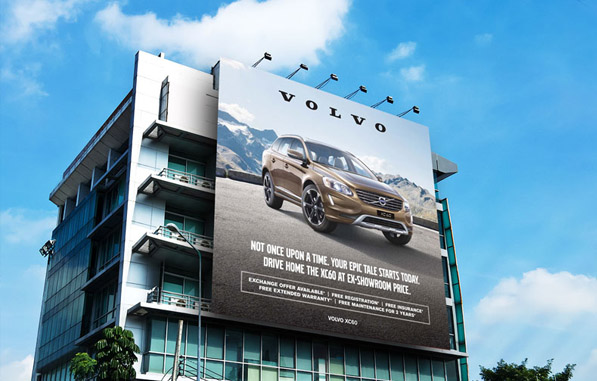 VOLVO
XC60
NOT ONCE UPON A TIME. YOUR EPIC TALE STARTS TODAY.
DRIVE HOME THE XC60 AT EX-SHOWROOM PRICE.
EXCHANGE OFFER AVAILABLE* | FREE REGISTRATION* | FREE INSURANCE*
FREE EXTENDED WARRANTY* | FREE MAINTENANCE FOR 3 YEARS*
VOLVO XC60